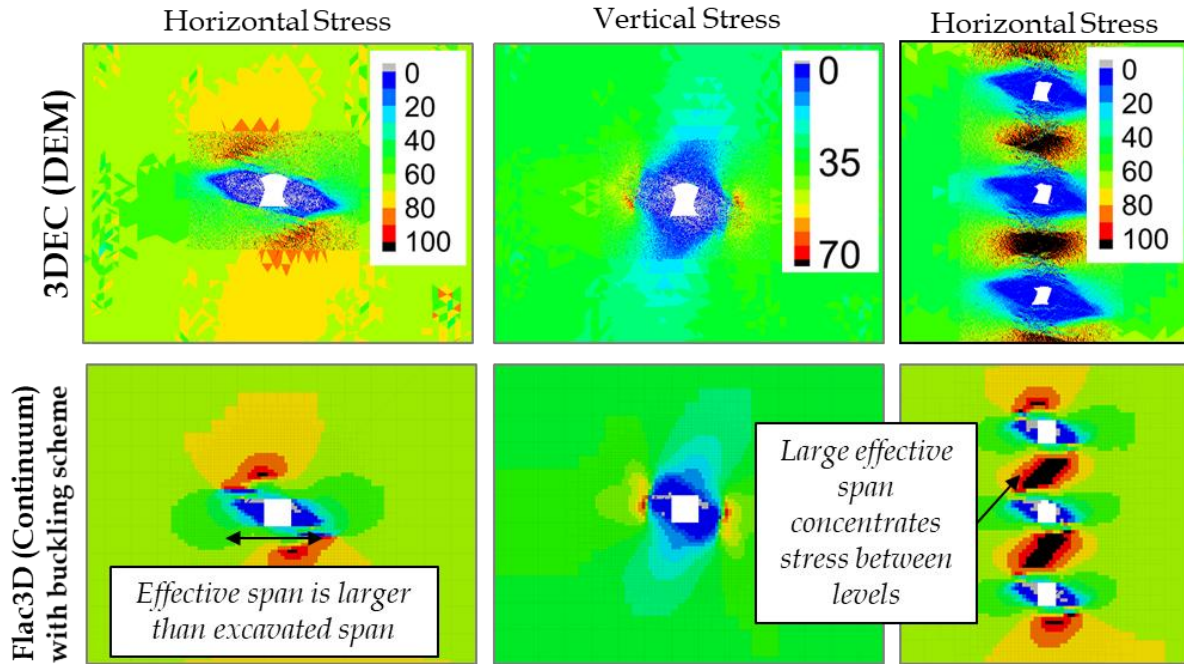 Horizontal Stress
Vertical Stress
Horizontal Stress
3DEC (DEM)
0
20
40
60
80
100
0
35
70
0
20
40
60
80
100
Flac3D (Continuum)
with buckling scheme
Effective span is larger
than excavated span
Large effective
span
concentrates
stress between
levels